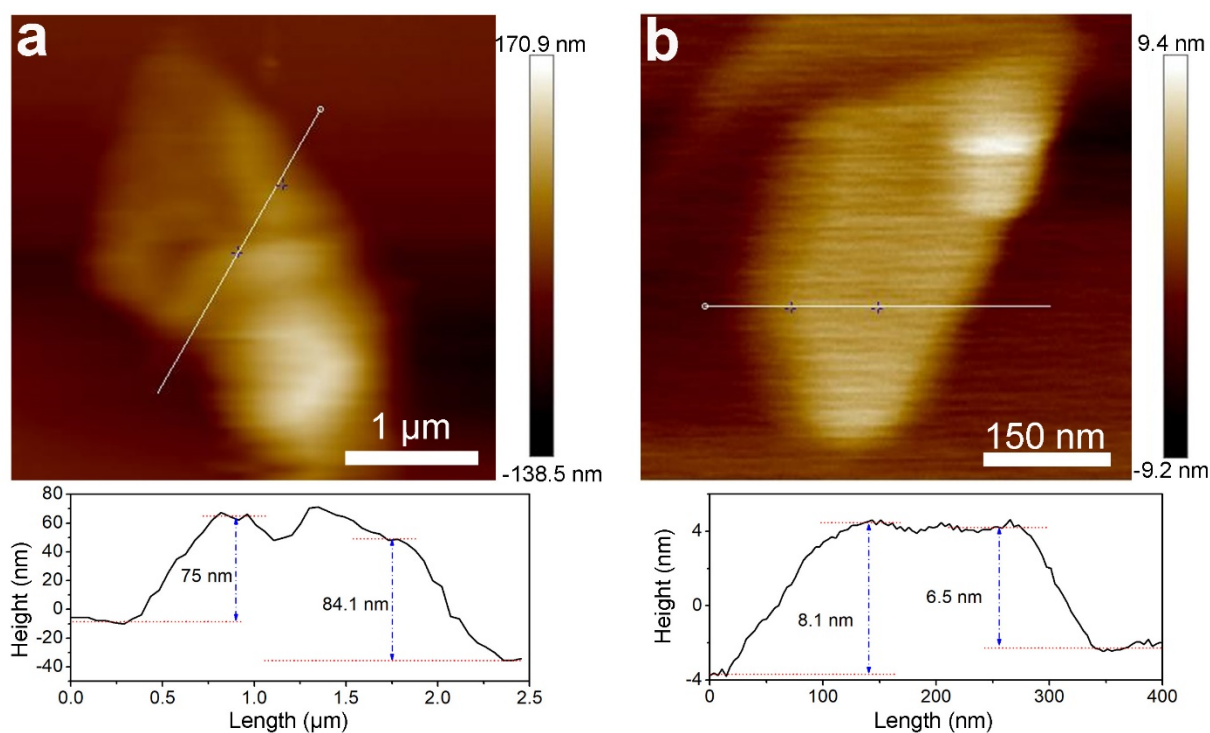 a
170.9 nm
1 μm
-138.5 nm
b
9.4 nm
150 nm
-9.2 nm
80
60
40
20
0
-20
-40
Height (nm)
75 nm
84.1 nm
0.0 0.5 1.0 1.5 2.0 2.5
Length (μm)
4
0
-4
Height (nm)
8.1 nm
6.5 nm
0 100 200 300 400
Length (nm)